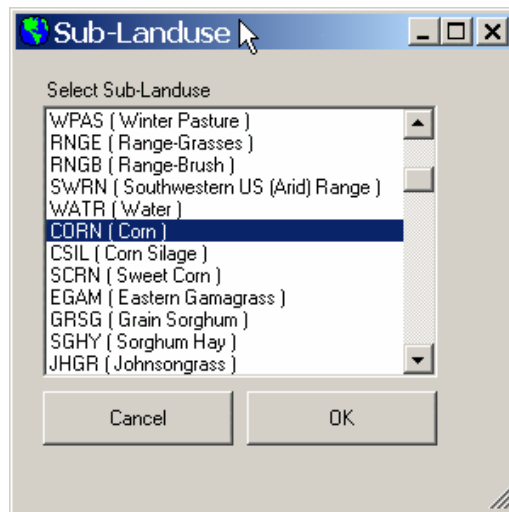 Sub-Landuse
Select Sub-Landuse
WPAS ( Winter Pasture )
RNGE ( Range-Grasses )
RNGB ( Range-Brush )
SWRN ( Southwestern US (Arid) Range )
WATR ( Water )
CORN ( Corn )
CSIL ( Corn Silage )
SCRN ( Sweet Corn )
EGAM ( Eastern Gamagrass )
GRSG ( Grain Sorghum )
SGHY ( Sorghum Hay )
JHGR ( Johnsongrass )
Cancel OK